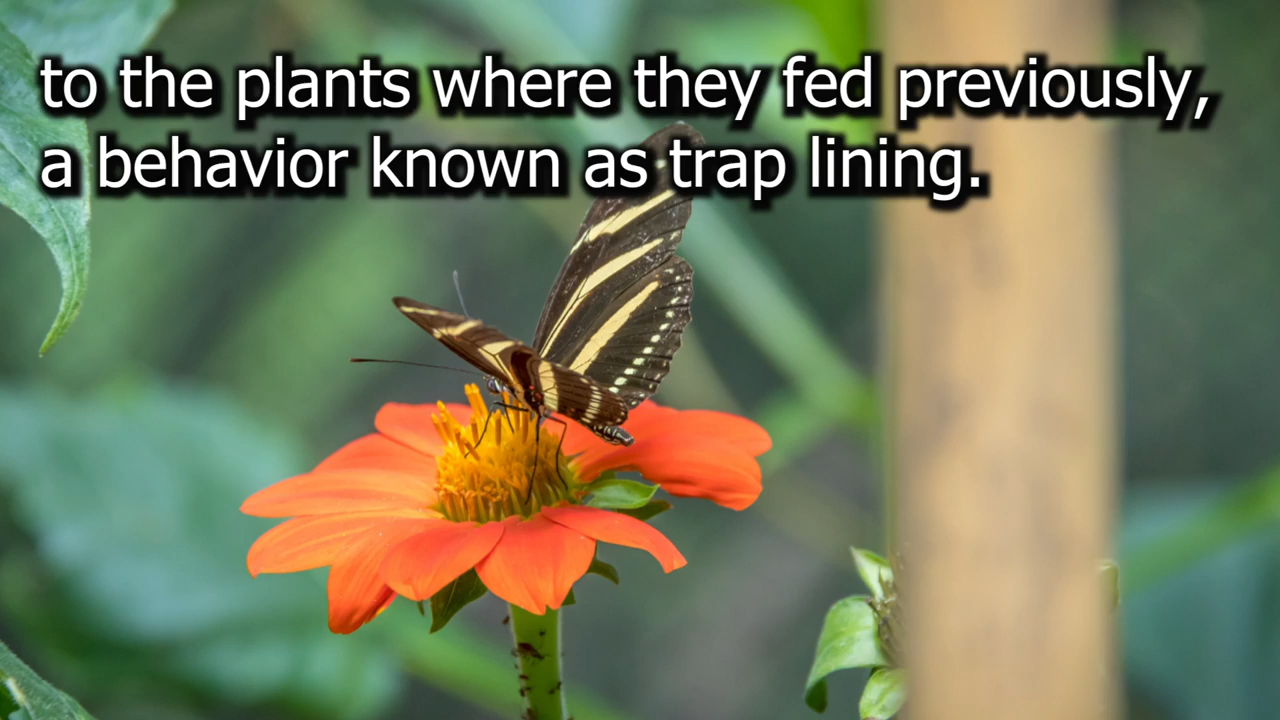 to the plants where they fed previously,
a behavior known as trap lining.